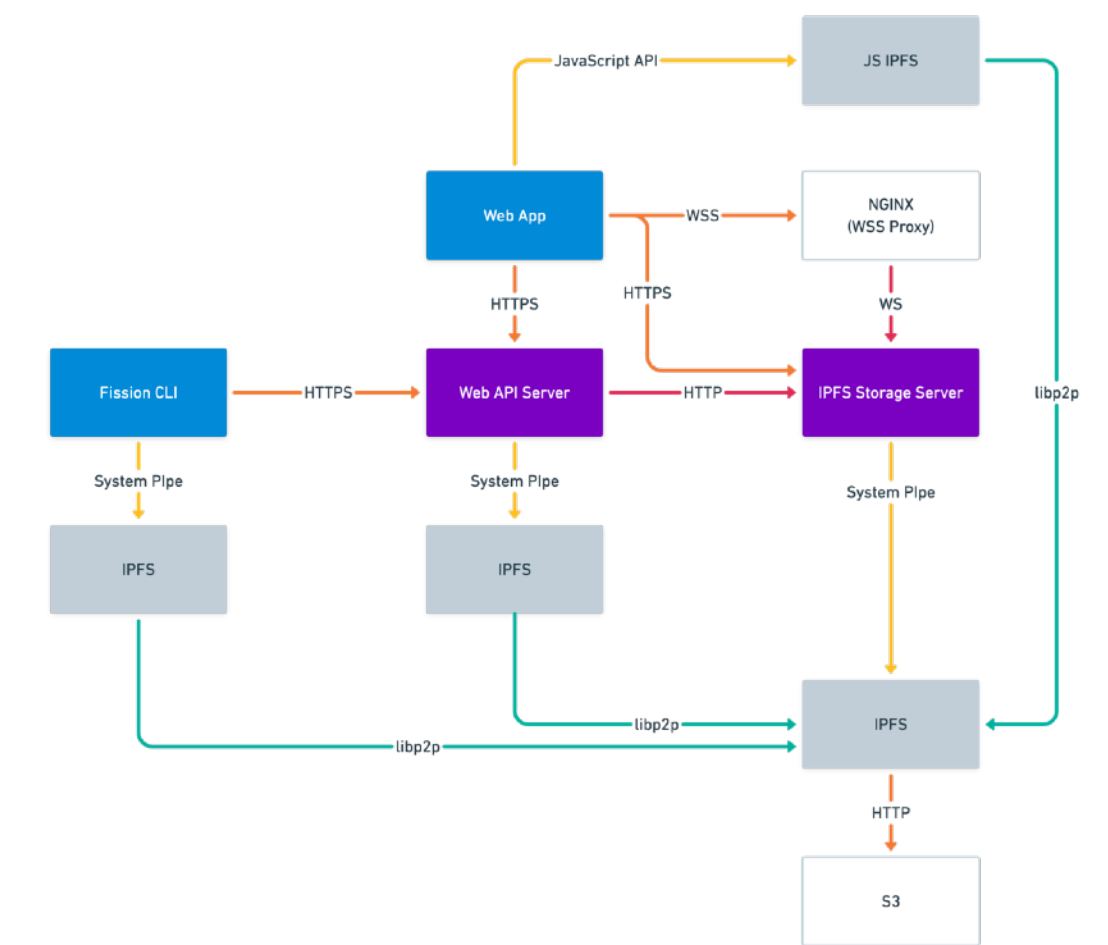 JavaScript API
JS IPFS
Web App
WSS
NGINX
(WSS Proxy)
HTTPS
HTTPS
WS
Fission CLI
HTTPS
Web API Server
HTTP
IPFS Storage Server
libp2p
System PIpe
System PIpe
System PIpe
IPFS
IPFS
libp2p
IPFS
libp2p
HTTP
S3